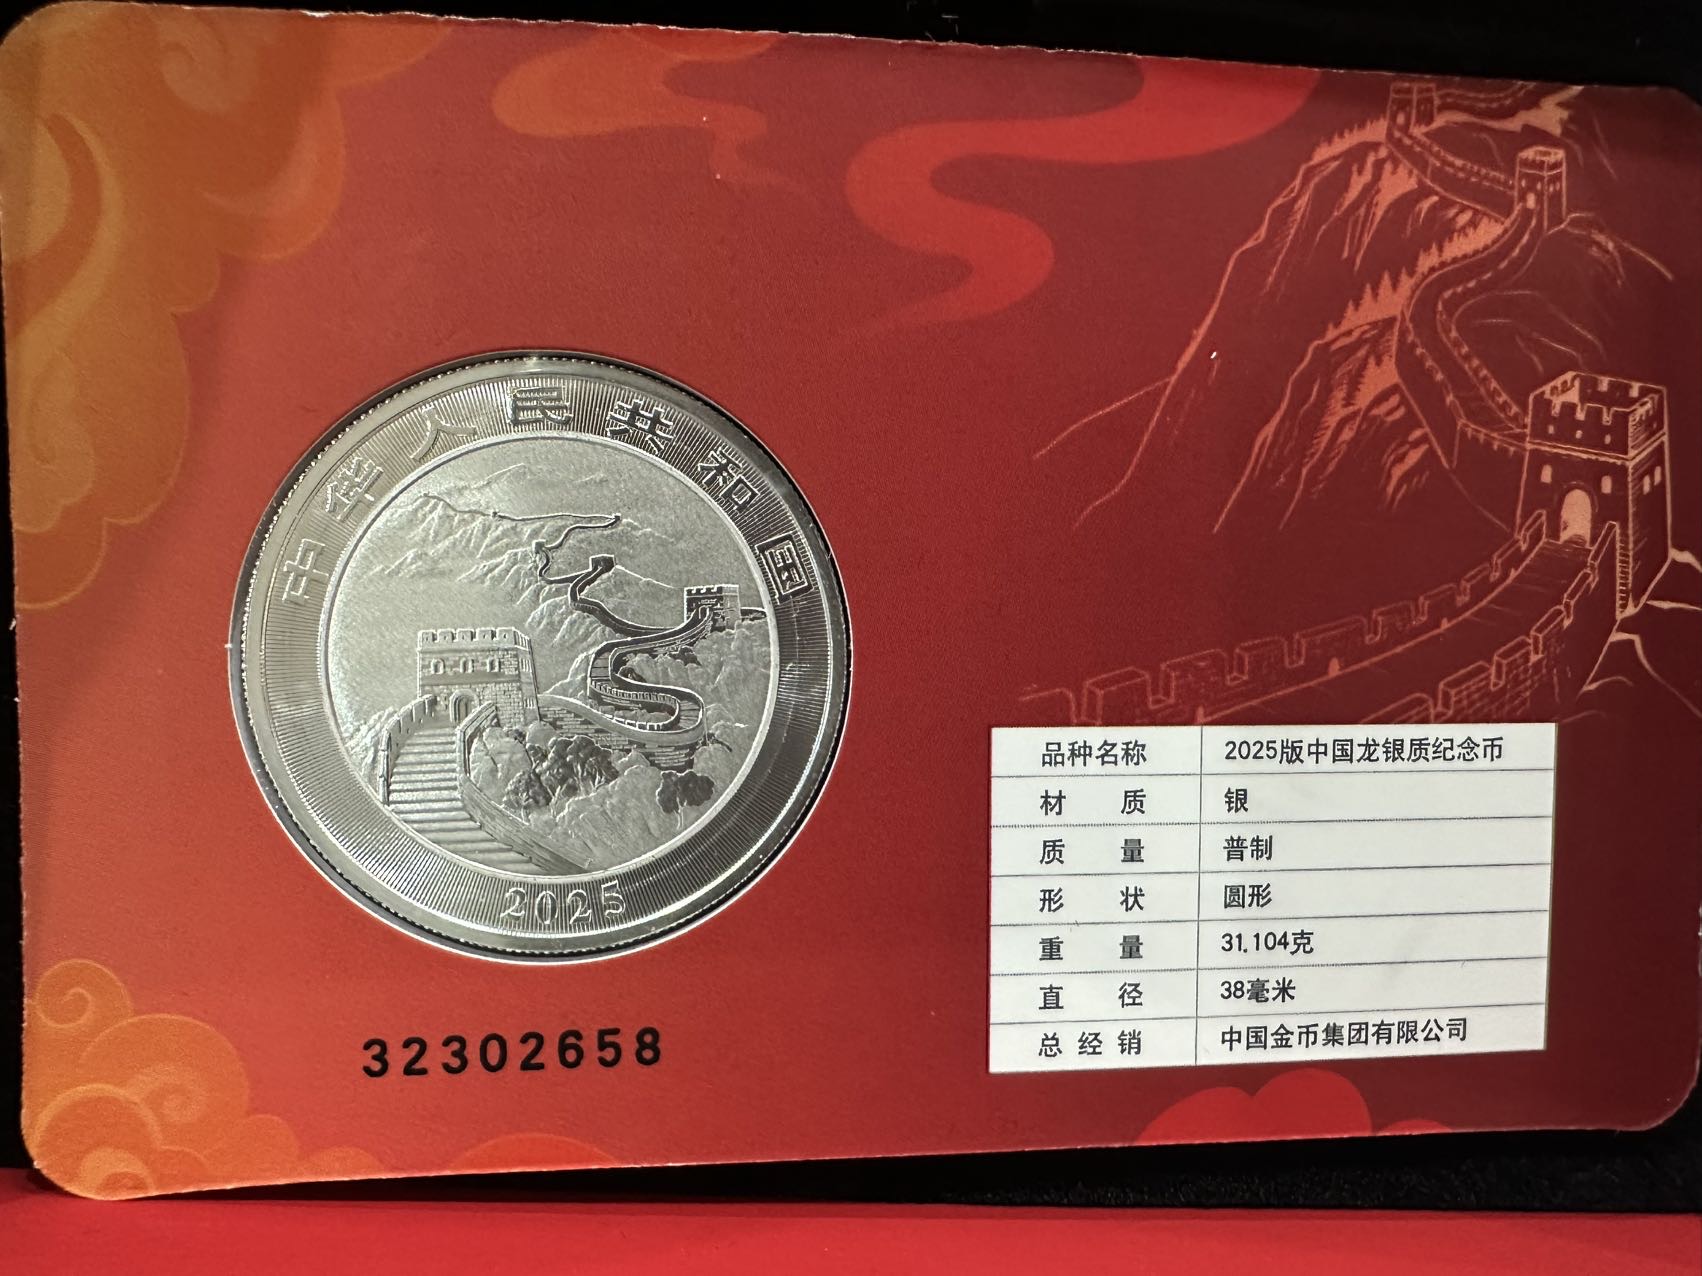 中华人民共和国
2025
32302658
品种名称 2025版中国龙银质纪念币
材质 银
质量 普制
形状 圆形
重量 31.104克
直径 38毫米
总经销 中国金币集团有限公司